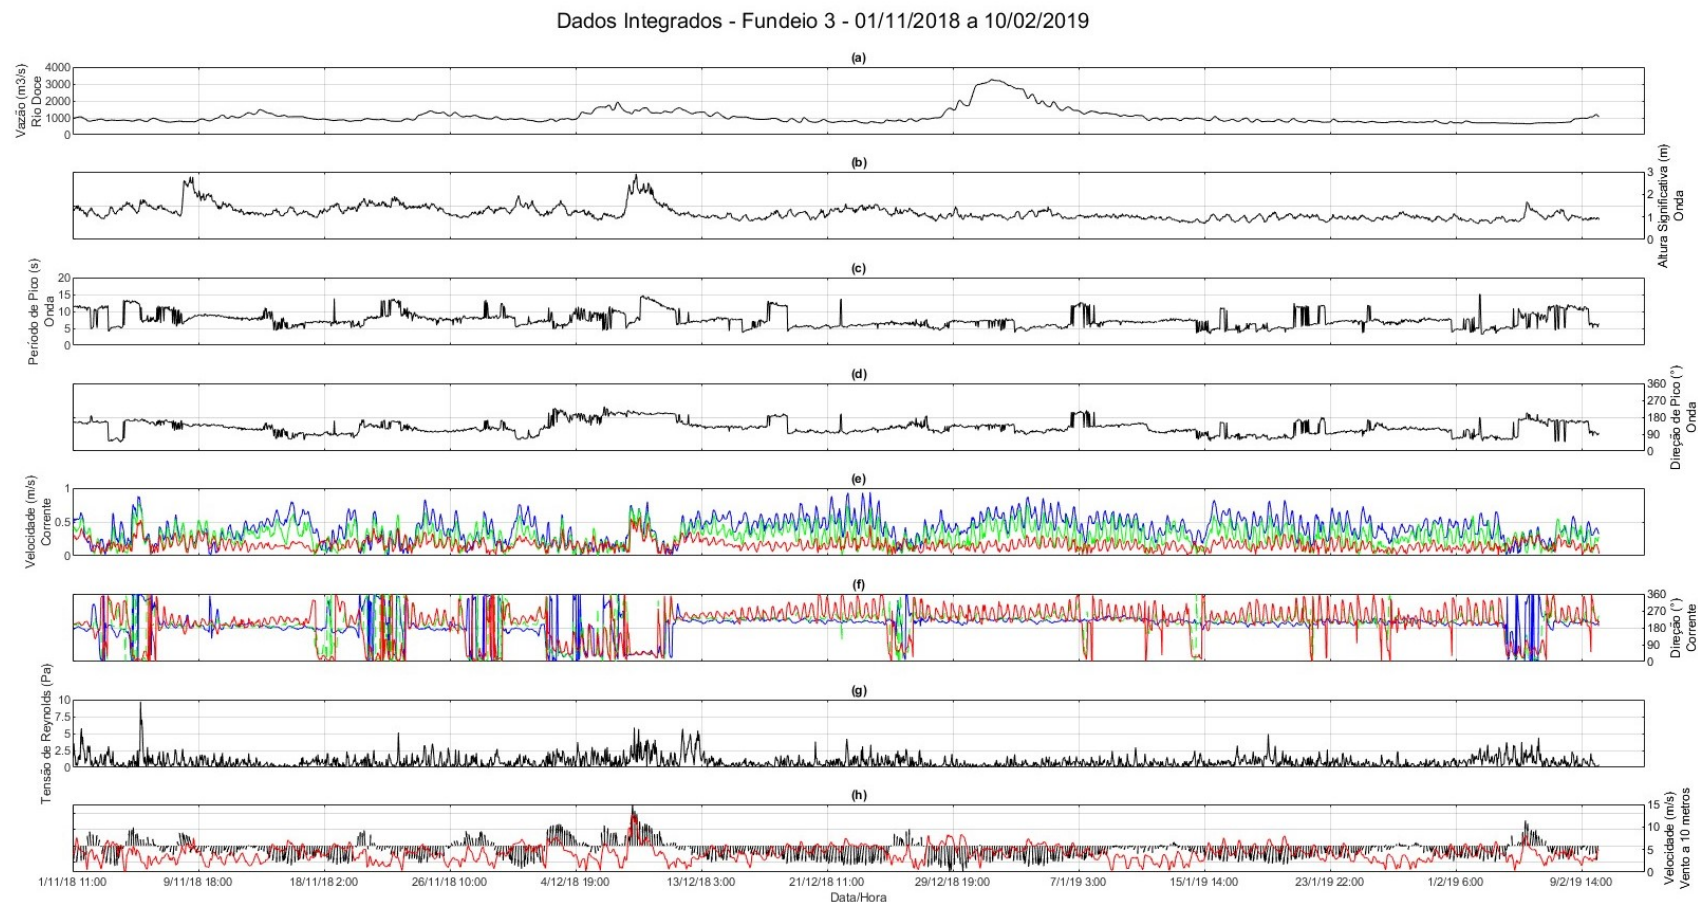 Dados Integrados - Fundeio 3 - 01/11/2018 a 10/02/2019
(a)
Vazão (m3/s)
Rio Doce
4000
3000
2000
1000
0
(b)
3
2
1
0
Altura Significativa (m)
Onda
(c)
Período de Pico (s)
Onda
20
15
10
5
0
(d)
360
270
180
90
0
Direção de Pico (°)
Onda
(e)
Velocidade (m/s)
Corrente
1
0.5
0
(f)
360
270
180
90
0
Direção (°)
Corrente
(g)
Tensão de Reynolds (Pa)
10
7.5
5
2.5
0
(h)
15
10
5
0
Velocidade (m/s)
Vento a 10 metros
1/11/18 11:00 9/11/18 18:00 18/11/18 2:00 26/11/18 10:00 4/12/18 19:00 13/12/18 3:00 21/12/18 11:00 29/12/18 19:00 7/1/19 3:00 15/1/19 14:00 23/1/19 22:00 1/2/19 6:00 9/2/19 14:00
Data/Hora